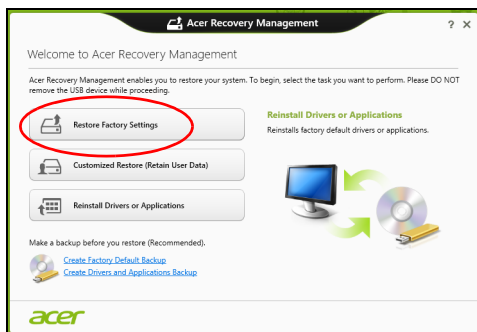 Acer Recovery Management
? X
Welcome to Acer Recovery Management
Acer Recovery Management enables you to restore your system. To begin, select the task you want to perform. Please DO NOT
remove the USB device while proceeding.
Restore Factory Settings
Customized Restore (Retain User Data)
Reinstall Drivers or Applications
Reinstall Drivers or Applications
Reinstalls factory default drivers or applications.
Make a backup before you restore (Recommended).
Create Factory Default Backup
Create Drivers and Applications Backup
acer